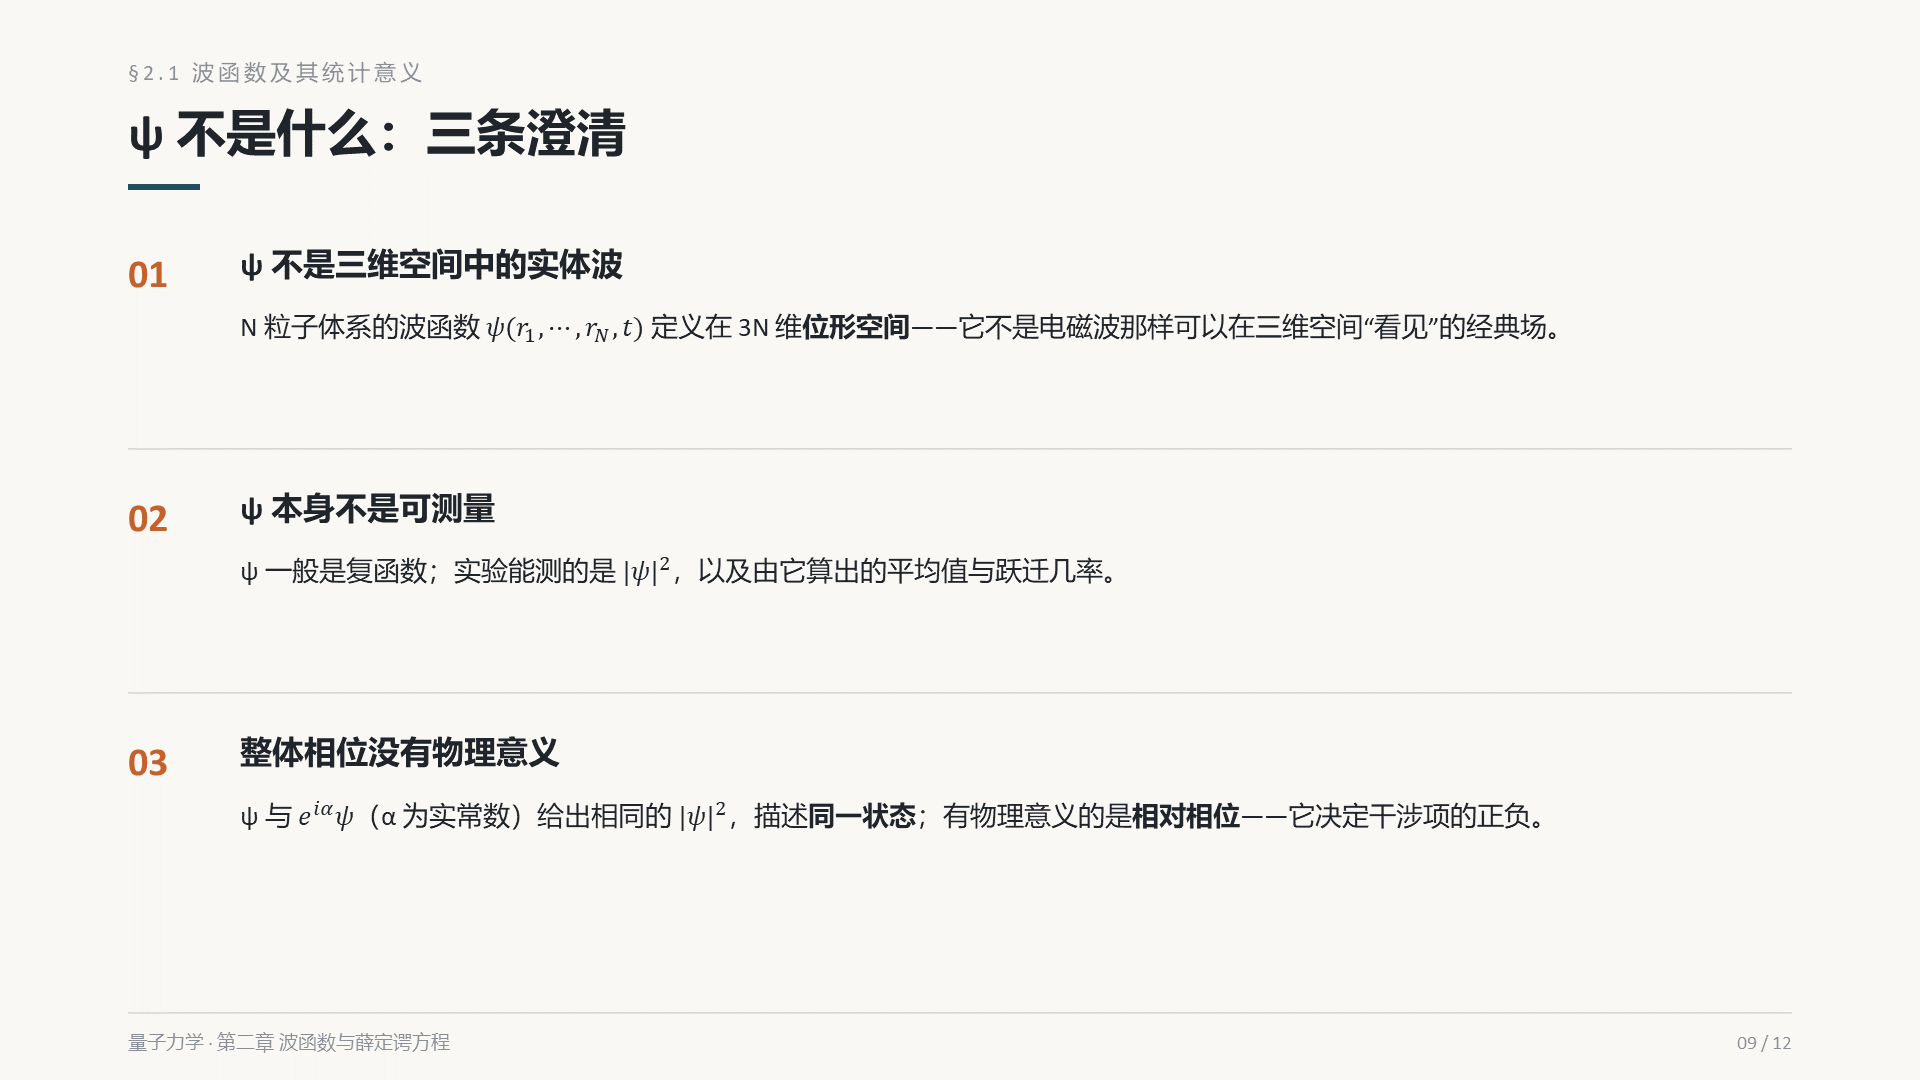 §2.1 波函数及其统计意义
ψ 不是什么：三条澄清
01
ψ 不是三维空间中的实体波
N 粒子体系的波函数 ψ(r₁,⋯,r_N,t) 定义在 3N 维位形空间——它不是电磁波那样可以在三维空间“看见”的经典场。
02
ψ 本身不是可测量
ψ 一般是复函数；实验能测的是 |ψ|²，以及由它算出的平均值与跃迁几率。
03
整体相位没有物理意义
ψ 与 e^{iα}ψ（α 为实常数）给出相同的 |ψ|²，描述同一状态；有物理意义的是相对相位——它决定干涉项的正负。
量子力学 · 第二章 波函数与薛定谔方程
09 / 12